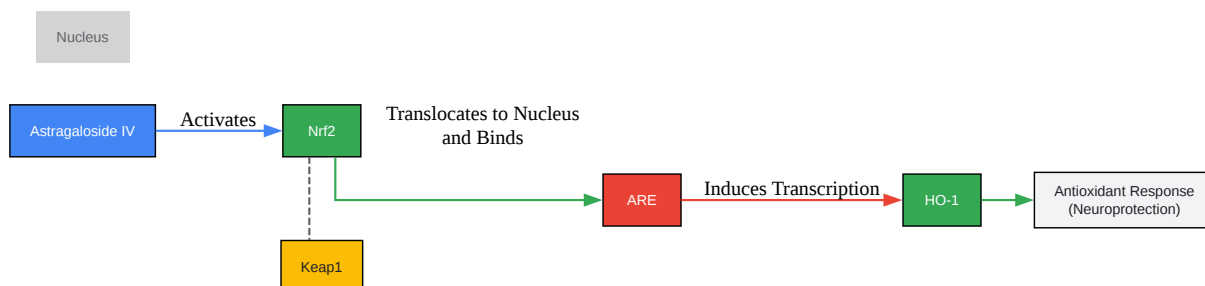 Nucleus
Astragaloside IV
Activates
Nrf2
Translocates to Nucleus
and Binds
ARE
Induces Transcription
HO-1
Antioxidant Response
(Neuroprotection)
Keap1